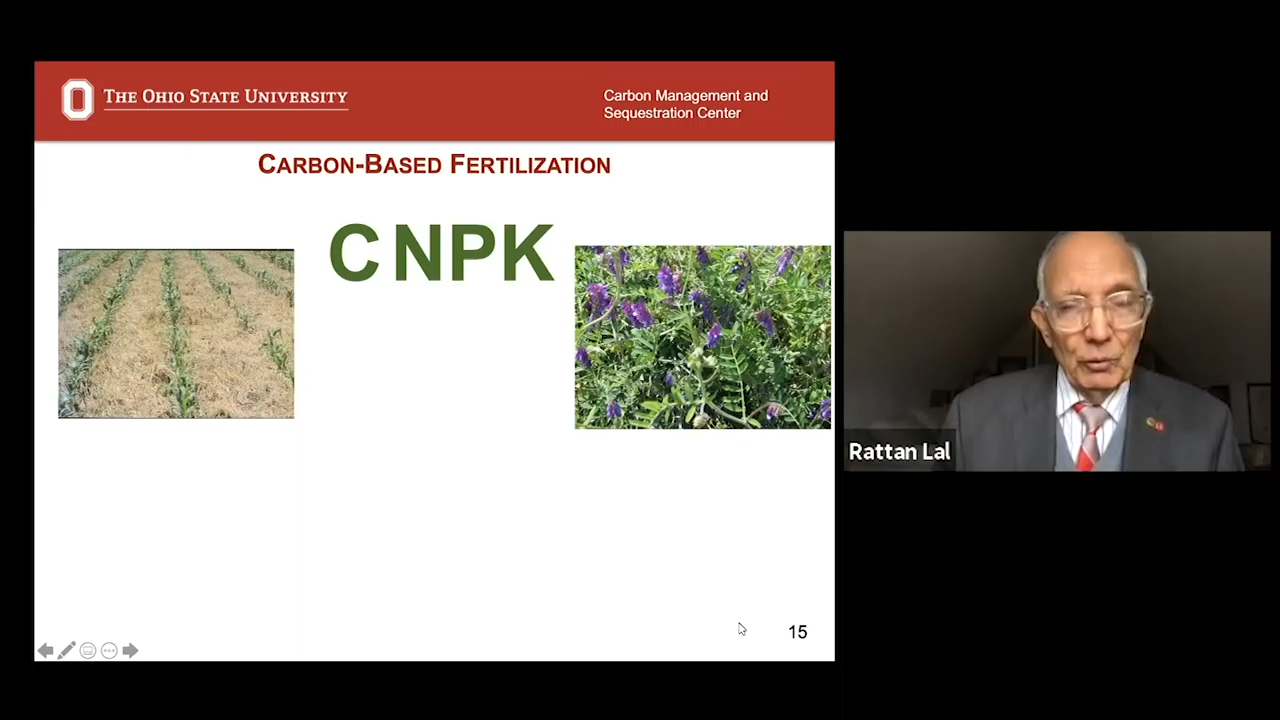 THE OHIO STATE UNIVERSITY
Carbon Management and
Sequestration Center
CARBON-BASED FERTILIZATION
CNPK
Rattan Lal
15